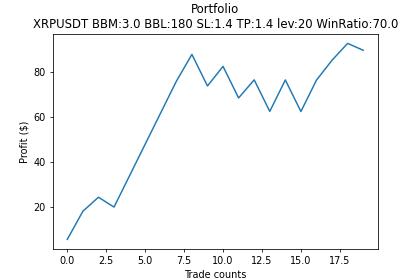 Portfolio
XRPUSDT BBM:3.0 BBL:180 SL:1.4 TP:1.4 lev:20 WinRatio:70.0
Profit ($)
80
60
40
20
0.0 2.5 5.0 7.5 10.0 12.5 15.0 17.5
Trade counts